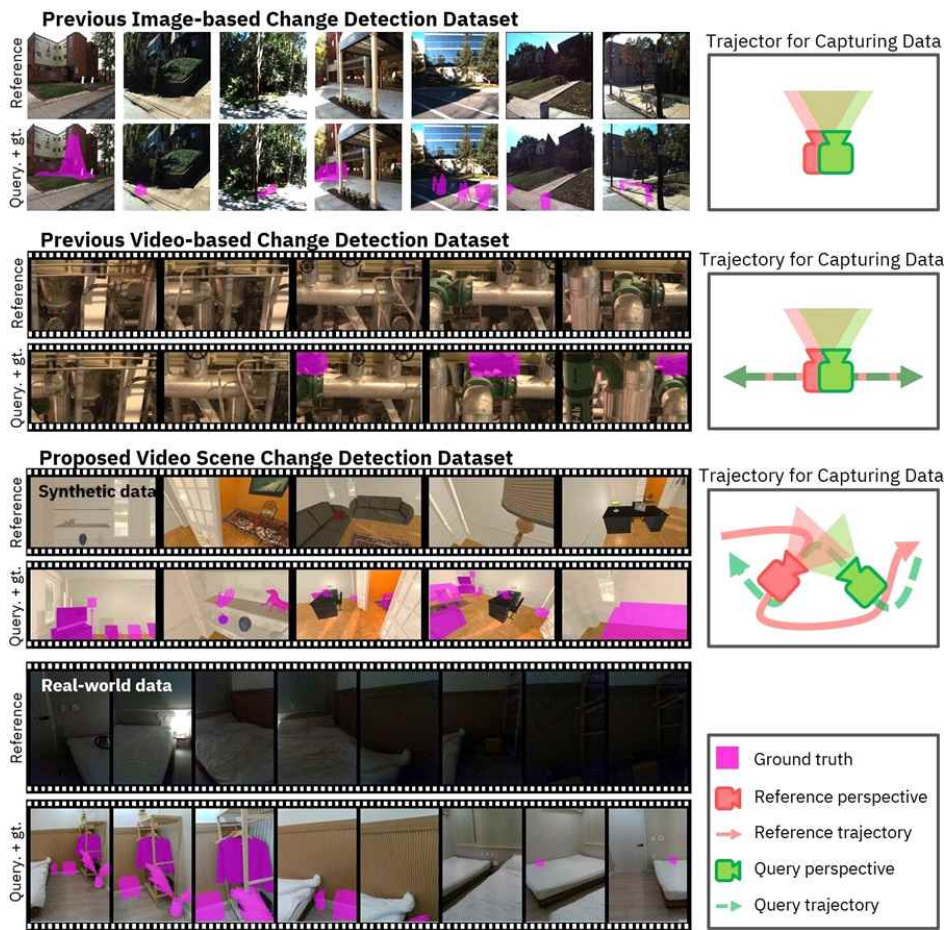 Previous Image-based Change Detection Dataset
Reference
Query. + gt.
Trajector for Capturing Data
Previous Video-based Change Detection Dataset
Reference
Query. + gt.
Trajectory for Capturing Data
Proposed Video Scene Change Detection Dataset
Synthetic data
Reference
Query. + gt.
Trajectory for Capturing Data
Real-world data
Reference
Query. + gt.
Ground truth
Reference perspective
Reference trajectory
Query perspective
Query trajectory